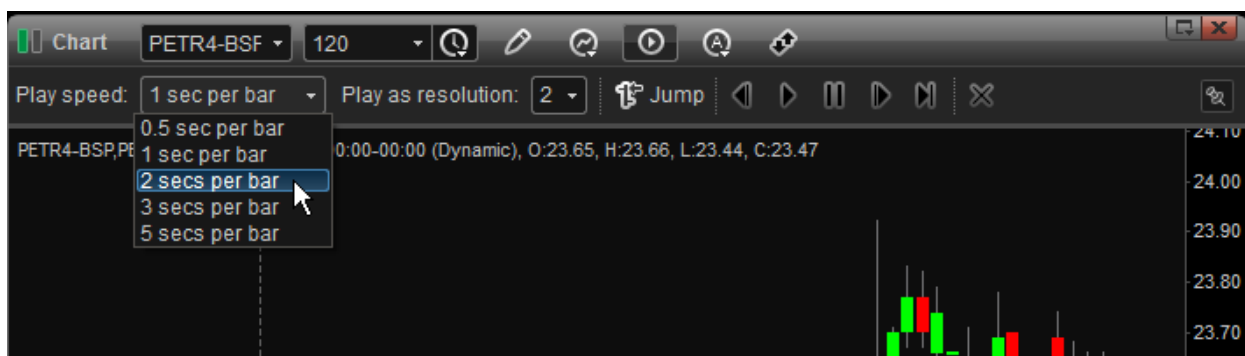 Chart PETR4-BSF 120
Play speed: 1 sec per bar Play as resolution: 2 Jump
0.5 sec per bar
1 sec per bar
2 secs per bar
3 secs per bar
5 secs per bar
PETR4-BSP,PE 0:00-00:00 (Dynamic), O:23.65, H:23.66, L:23.44, C:23.47
24.10
24.00
23.90
23.80
23.70